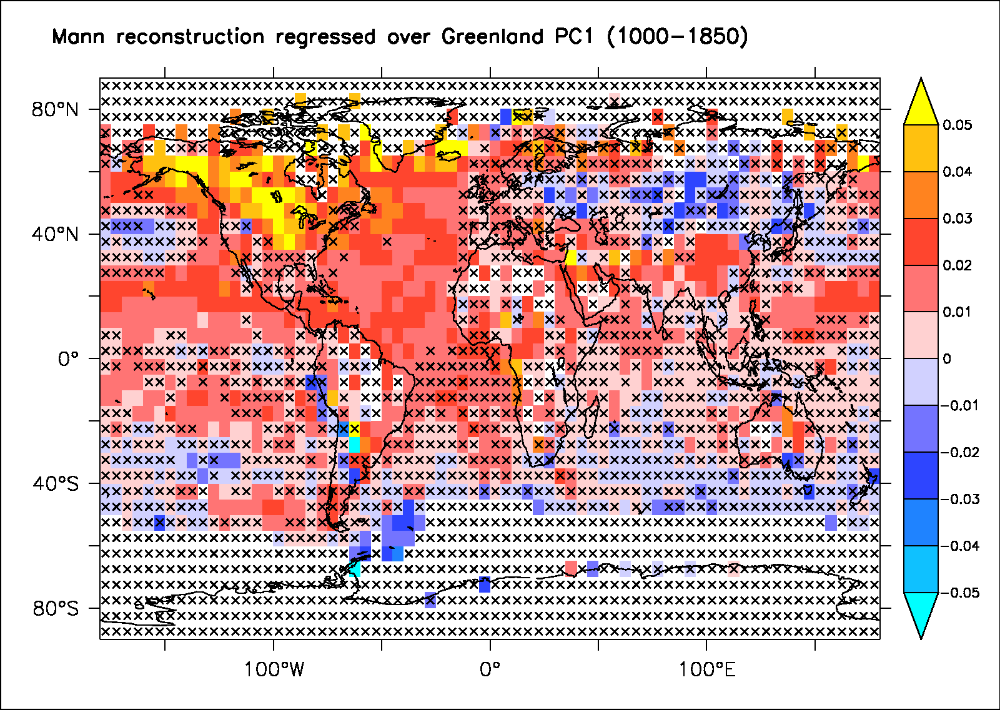 Mann reconstruction regressed over Greenland PC1 (1000−1850)
80°N
40°N
0°
40°S
80°S
100°W
0°
100°E
0.05
0.04
0.03
0.02
0.01
0
−0.01
−0.02
−0.03
−0.04
−0.05